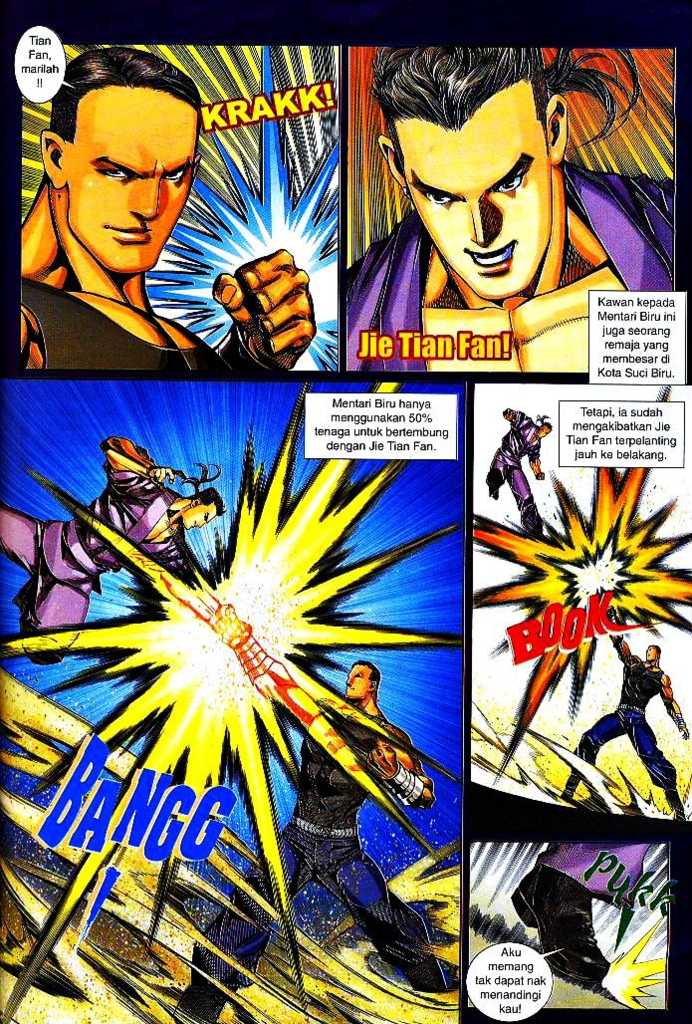 Tian
Fan,
marilah
!!
KRAKK!
Jie Tian Fan!
Kawan kepada
Mentari Biru ini
juga seorang
remaja yang
membesar di
Kota Suci Biru.
Mentari Biru hanya
menggunakan 50%
tenaga untuk bertembung
dengan Jie Tian Fan.
BANGG
!
Tetapi, ia sudah
mengakibatkan Jie
Tian Fan terpelanting
jauh ke belakang.
BOOK
Pukk
!
Aku
memang
tak dapat nak
menandingi
kau!